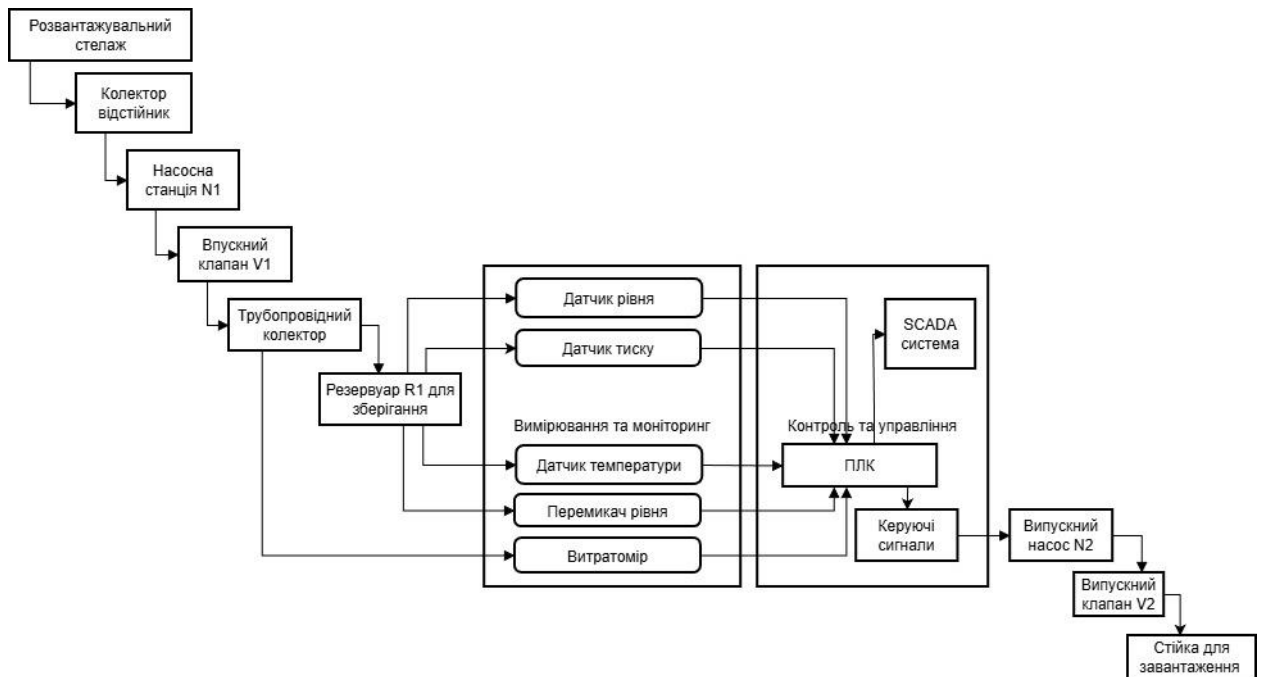 Розвантажувальний
стелаж
Колектор
відстійник
Насосна
станція N1
Впускний
клапан V1
Трубопровідний
колектор
Резервуар R1 для
зберігання
Датчик рівня
Датчик тиску
Вимірювання та моніторинг
Датчик температури
Перемикач рівня
Витратомір
SCADA
система
Контроль та управління
ПЛК
Керуючі
сигнали
Випускний
насос N2
Випускний
клапан V2
Стійка для
завантаження